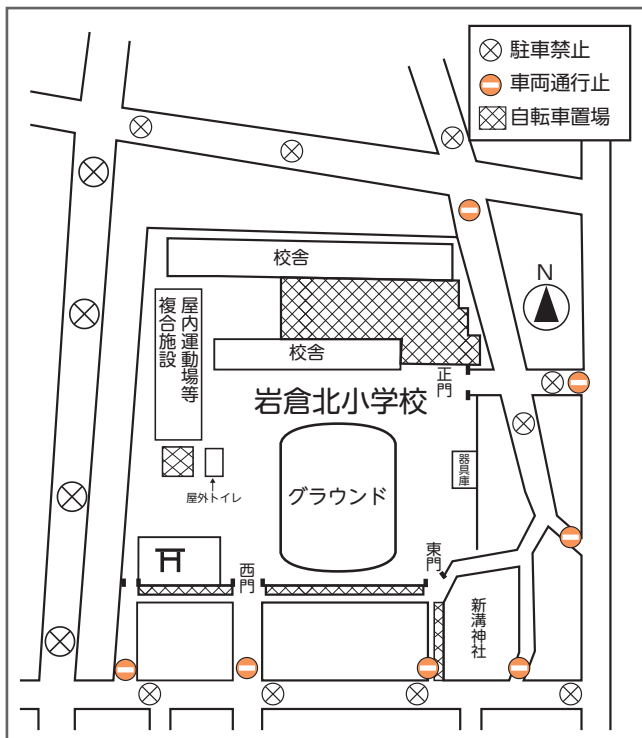 駐車禁止
車両通行止
自転車置場
校舎
N
屋内運動場等
複合施設
校舎
正門
岩倉北小学校
器具庫
グラウンド
屋外トイレ
東門
西門
新溝神社